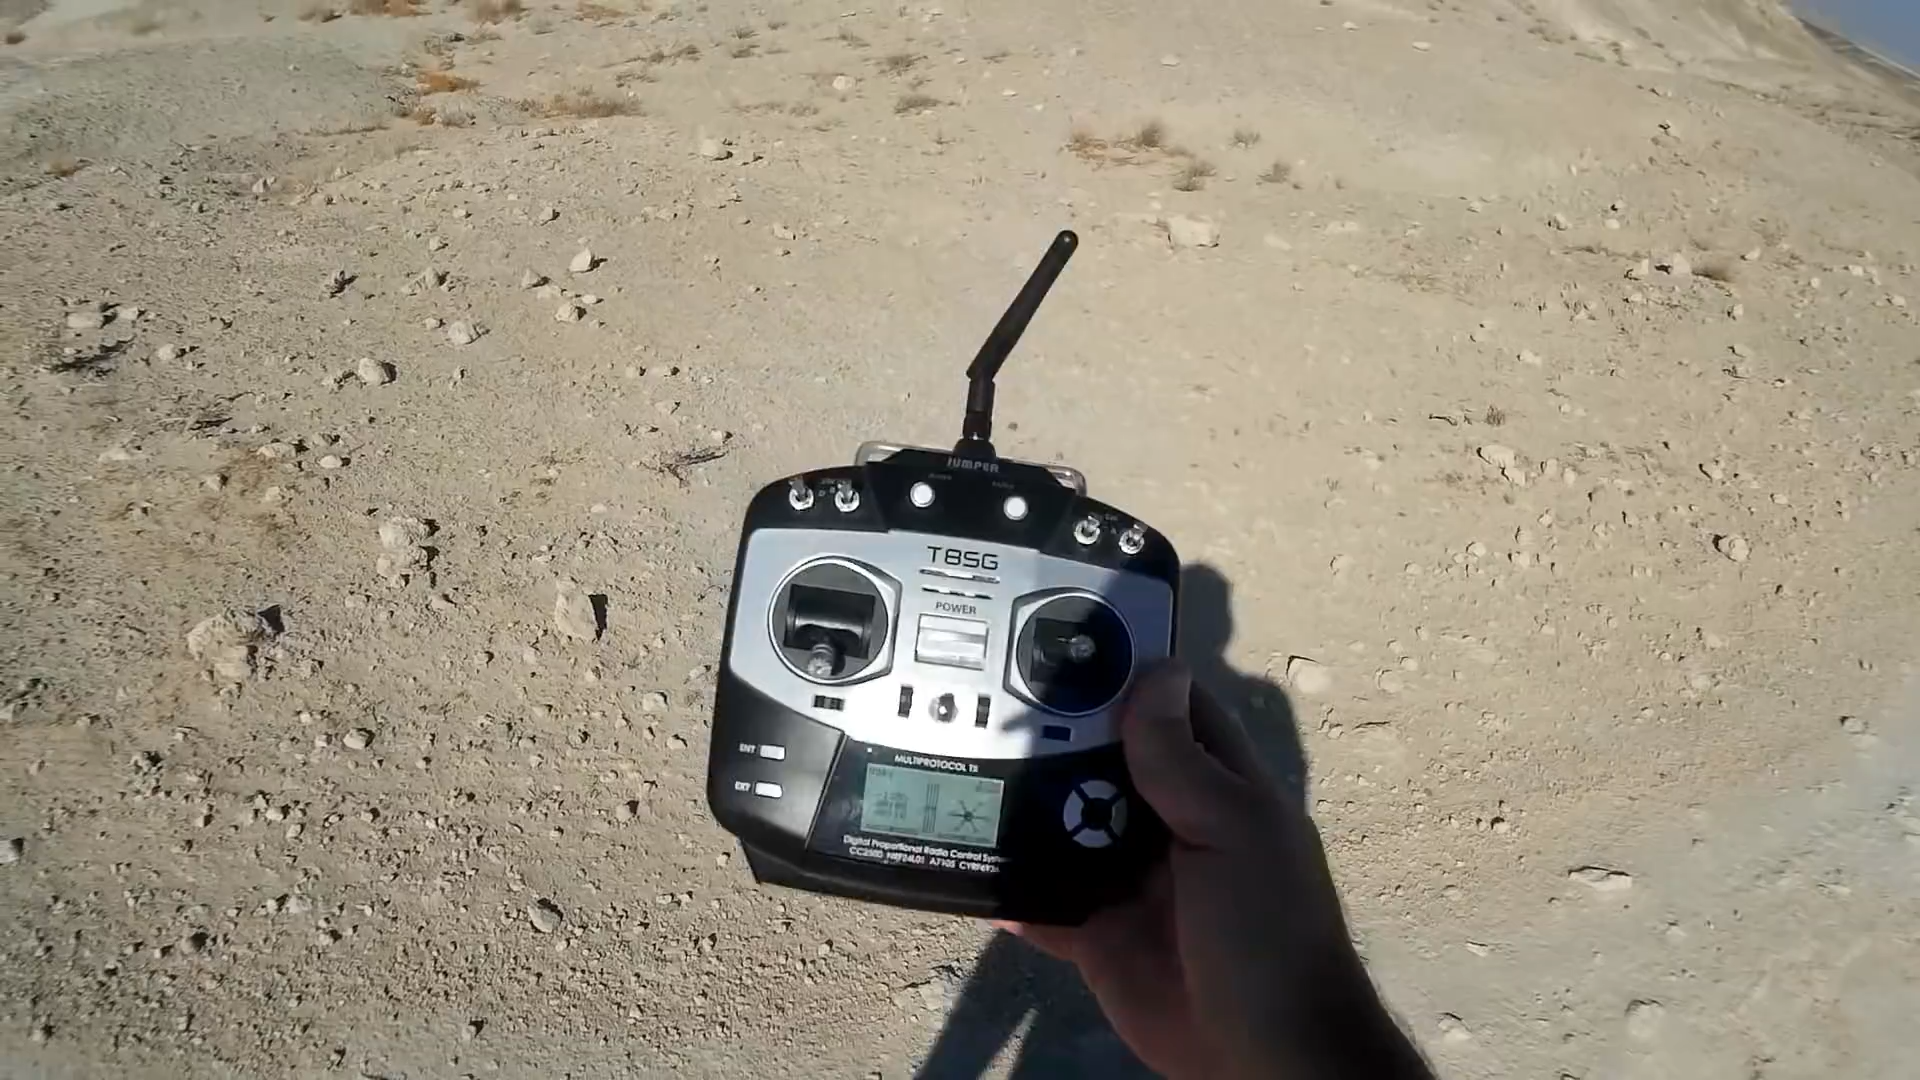 JUMPER
T8SG
POWER
ENT
EXT
MULTIPROTOCOL TX
Digital Proportional Radio Control System
CC2500 NRF24L01 A7105 CYRF6936